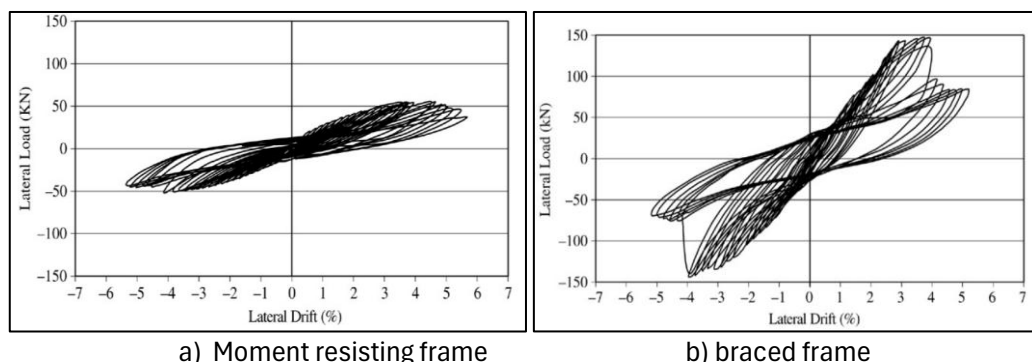 150
100
50
0
−50
−100
−150
Lateral Load (KN)
−7 −6 −5 −4 −3 −2 −1 0 1 2 3 4 5 6 7
Lateral Drift (%)
a) Moment resisting frame
150
100
50
0
−50
−100
−150
Lateral Load (kN)
−7 −6 −5 −4 −3 −2 −1 0 1 2 3 4 5 6 7
Lateral Drift (%)
b) braced frame